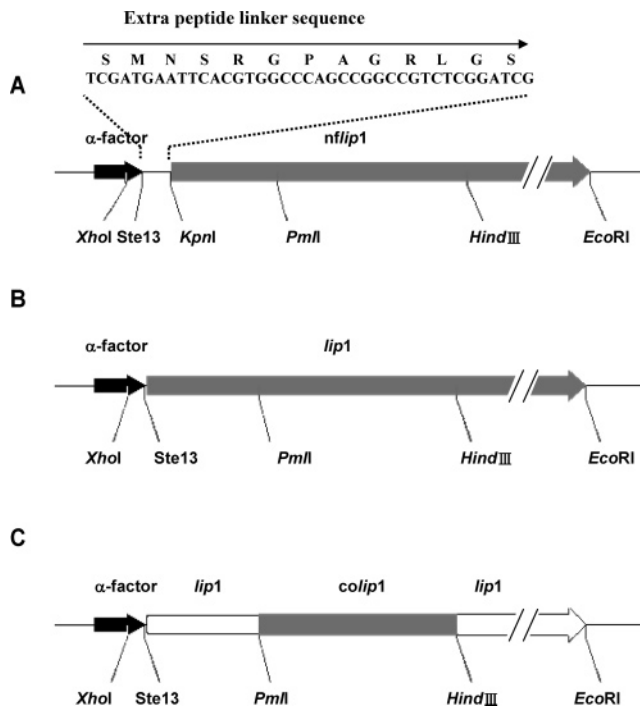 Extra peptide linker sequence
S M N S R G P A G R L G S
TCGATGAATTCACGTGGCCCAGCCGGCCGTCTCGGATCG
A
α-factor nflip1
XhoI Ste13 KpnI PmlI HindⅢ EcoRI
B
α-factor lip1
XhoI Ste13 PmlI HindⅢ EcoRI
C
α-factor lip1 colip1 lip1
XhoI Ste13 PmlI HindⅢ EcoRI